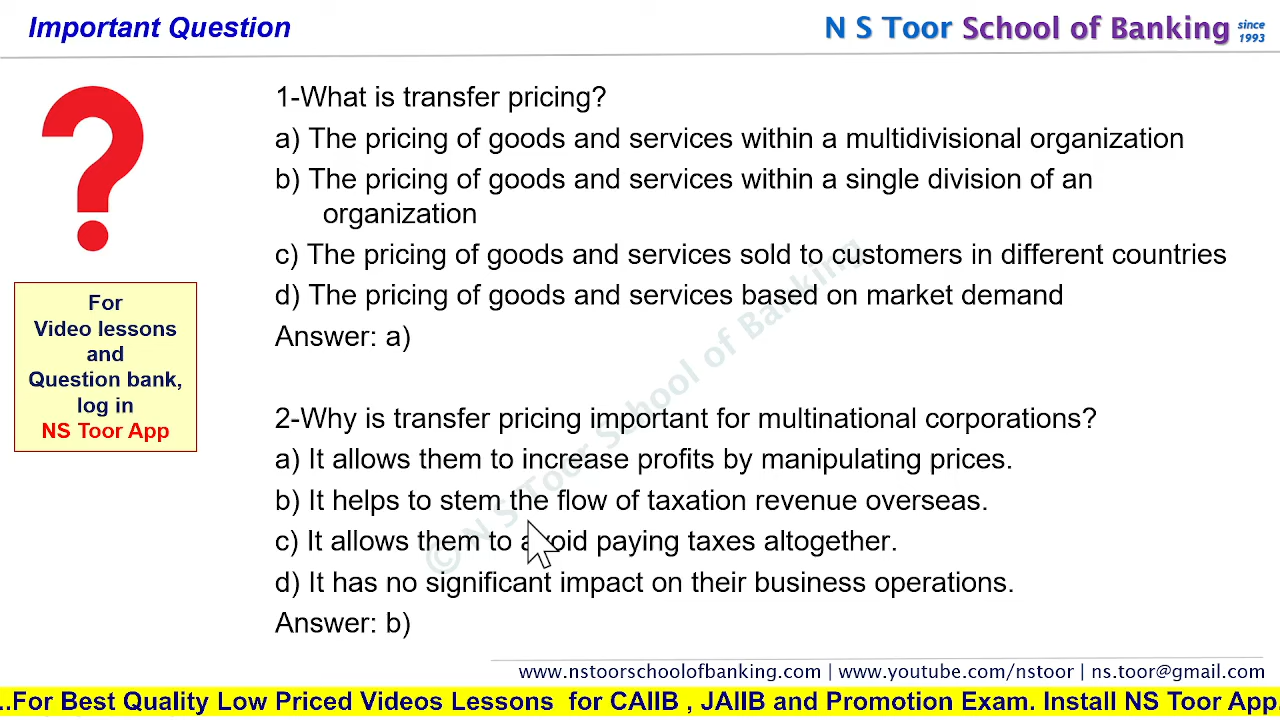 Important Question
N S Toor School of Banking since 1993
1-What is transfer pricing?
a) The pricing of goods and services within a multidivisional organization
b) The pricing of goods and services within a single division of an
organization
c) The pricing of goods and services sold to customers in different countries
d) The pricing of goods and services based on market demand
Answer: a)
For
Video lessons
and
Question bank,
log in
NS Toor App
2-Why is transfer pricing important for multinational corporations?
a) It allows them to increase profits by manipulating prices.
b) It helps to stem the flow of taxation revenue overseas.
c) It allows them to avoid paying taxes altogether.
d) It has no significant impact on their business operations.
Answer: b)
© N S Toor School of Banking
www.nstoorschoolofbanking.com | www.youtube.com/nstoor | ns.toor@gmail.com
..For Best Quality Low Priced Videos Lessons for CAIIB , JAIIB and Promotion Exam. Install NS Toor App.